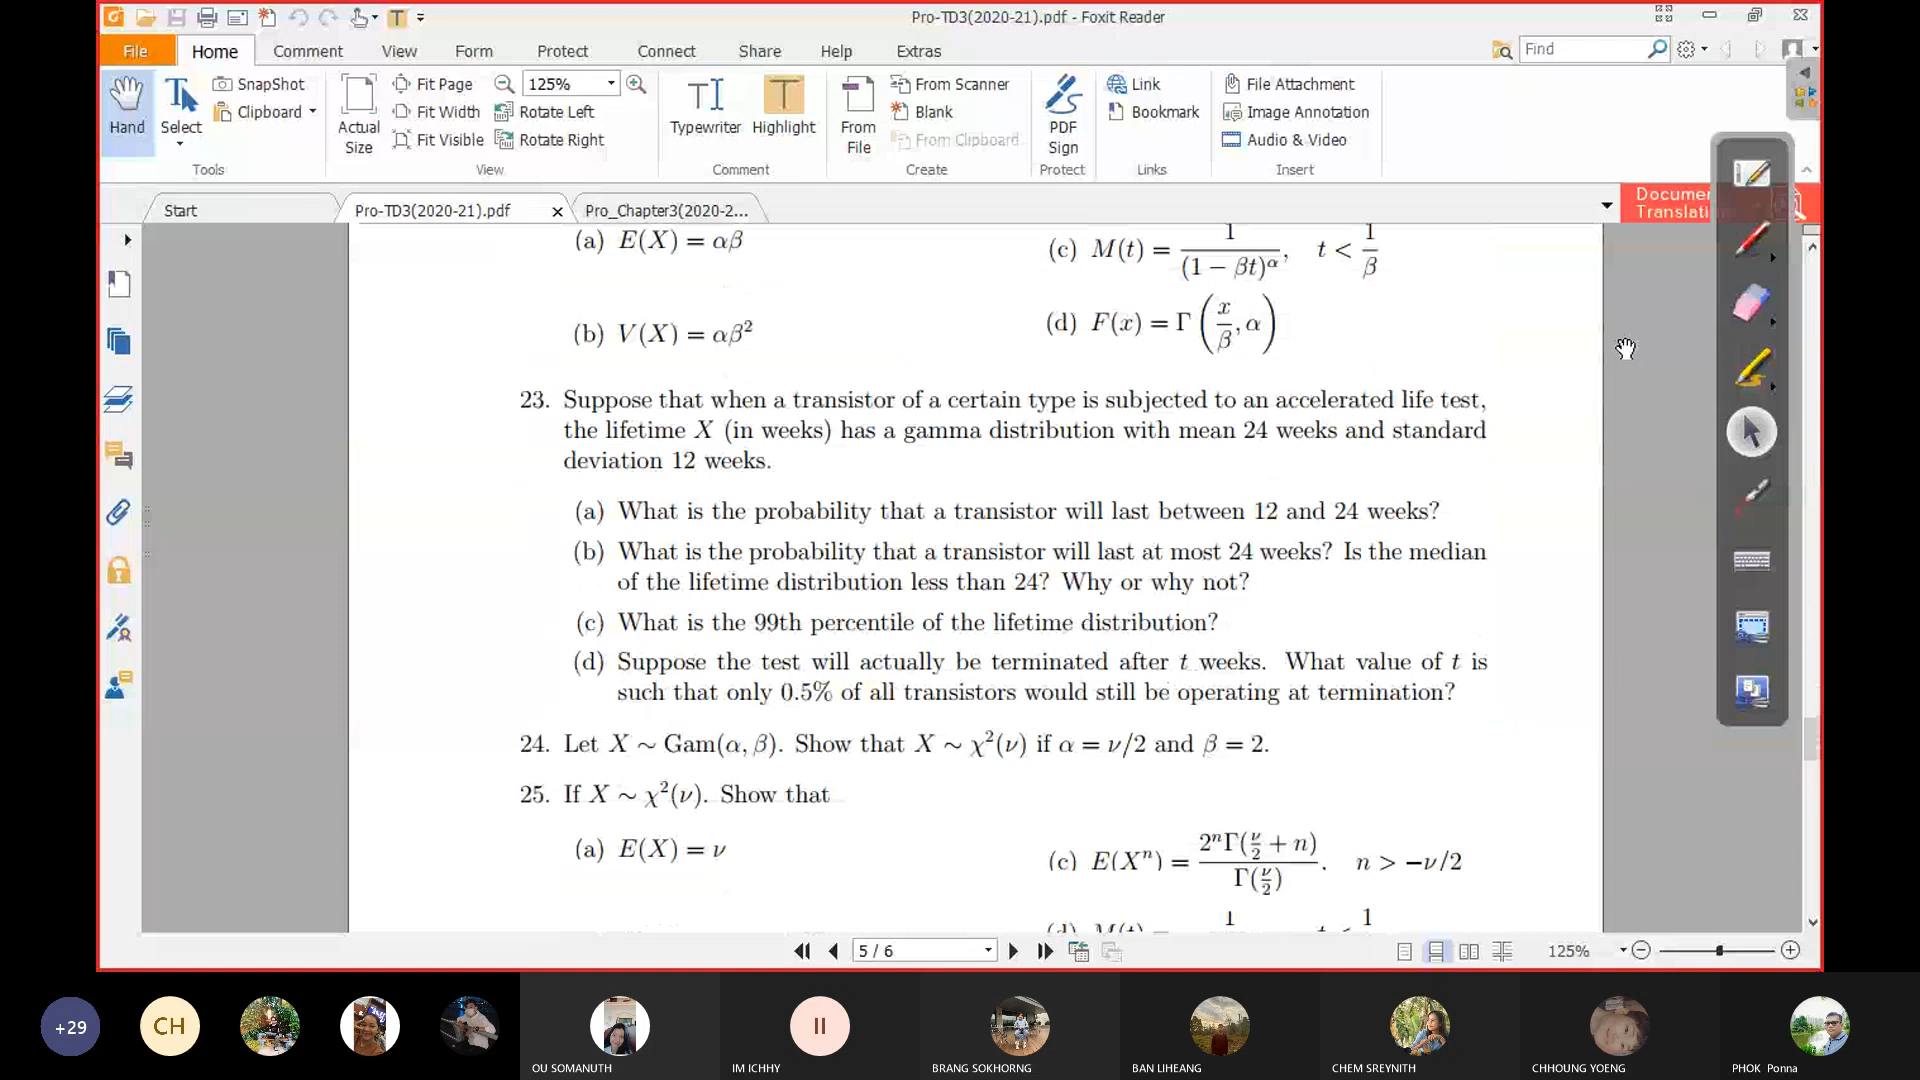 Pro-TD3(2020-21).pdf - Foxit Reader
File Home Comment View Form Protect Connect Share Help Extras
Find
Hand
Select
SnapShot
Clipboard
Tools
Actual Size
Fit Page
Fit Width
Fit Visible
125%
Rotate Left
Rotate Right
View
Typewriter
Highlight
Comment
From File
From Scanner
Blank
From Clipboard
Create
PDF Sign
Protect
Link
Bookmark
Links
File Attachment
Image Annotation
Audio & Video
Insert
Start
Pro-TD3(2020-21).pdf
Pro_Chapter3(2020-2...
(a) E(X) = αβ
(c) M(t) = 1/(1 − βt)^α, t < 1/β
(b) V(X) = αβ²
(d) F(x) = Γ(x/β, α)
23. Suppose that when a transistor of a certain type is subjected to an accelerated life test,
the lifetime X (in weeks) has a gamma distribution with mean 24 weeks and standard
deviation 12 weeks.
(a) What is the probability that a transistor will last between 12 and 24 weeks?
(b) What is the probability that a transistor will last at most 24 weeks? Is the median
of the lifetime distribution less than 24? Why or why not?
(c) What is the 99th percentile of the lifetime distribution?
(d) Suppose the test will actually be terminated after t weeks. What value of t is
such that only 0.5% of all transistors would still be operating at termination?
24. Let X ∼ Gam(α, β). Show that X ∼ χ²(ν) if α = ν/2 and β = 2.
25. If X ∼ χ²(ν). Show that
(a) E(X) = ν
(c) E(Xⁿ) = 2ⁿΓ(ν/2 + n)/Γ(ν/2). n > −ν/2
5 / 6
125%
+29
CH
OU SOMANUTH
II
IM ICHHY
BRANG SOKHORNG
BAN LIHEANG
CHEM SREYNITH
CHHOUNG YOENG
PHOK Ponna